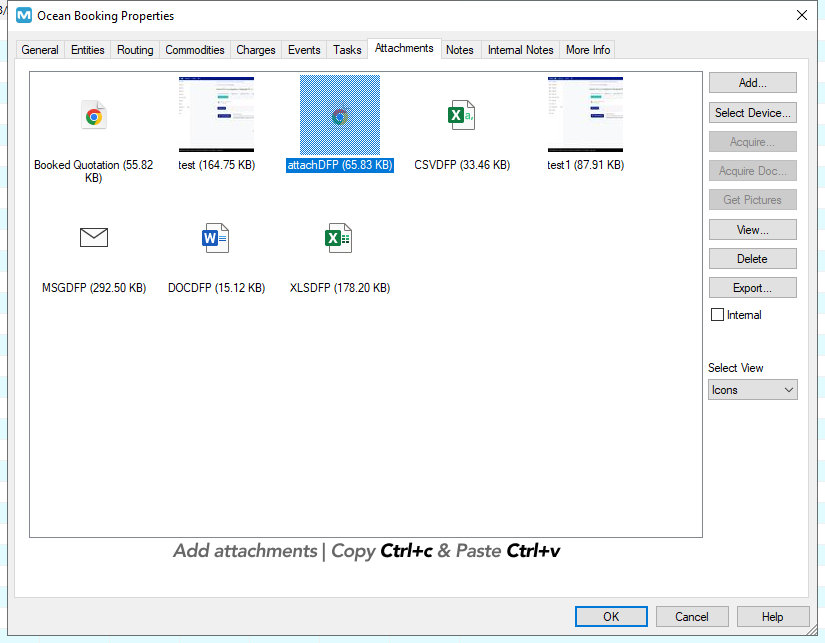 Ocean Booking Properties
General Entities Routing Commodities Charges Events Tasks Attachments Notes Internal Notes More Info
Booked Quotation (55.82
KB)
test (164.75 KB)
attachDFP (65.83 KB)
CSVDFP (33.46 KB)
test1 (87.91 KB)
MSGDFP (292.50 KB)
DOCDFP (15.12 KB)
XLSDFP (178.20 KB)
Add...
Select Device...
Acquire...
Acquire Doc...
Get Pictures
View...
Delete
Export...
Internal
Select View
Icons
Add attachments | Copy Ctrl+c & Paste Ctrl+v
OK Cancel Help